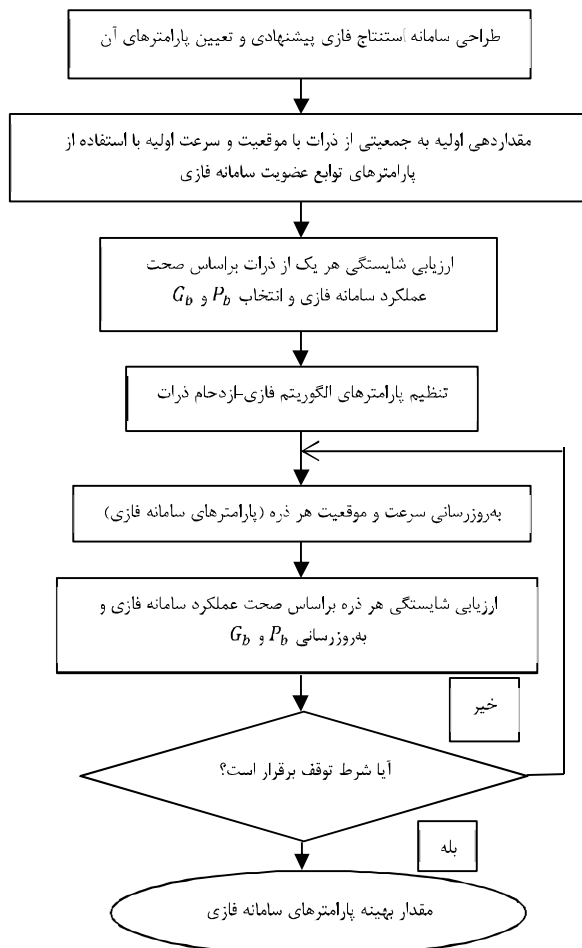 طراحی سامانه استنتاج فازی پیشنهادی و تعیین پارامترهای آن
مقداردهی اولیه به جمعیتی از ذرات با موقعیت و سرعت اولیه با استفاده از
پارامترهای توابع عضویت سامانه فازی
ارزیابی شایستگی هر یک از ذرات براساس صحت
عملکرد سامانه فازی و انتخاب P_b و G_b
تنظیم پارامترهای الگوریتم فازی-ازدحام ذرات
به‌روزرسانی سرعت و موقعیت هر ذره (پارامترهای سامانه فازی)
ارزیابی شایستگی هر ذره براساس صحت عملکرد سامانه فازی و
به‌روزرسانی P_b و G_b
خیر
آیا شرط توقف برقرار است؟
بله
مقدار بهینه پارامترهای سامانه فازی